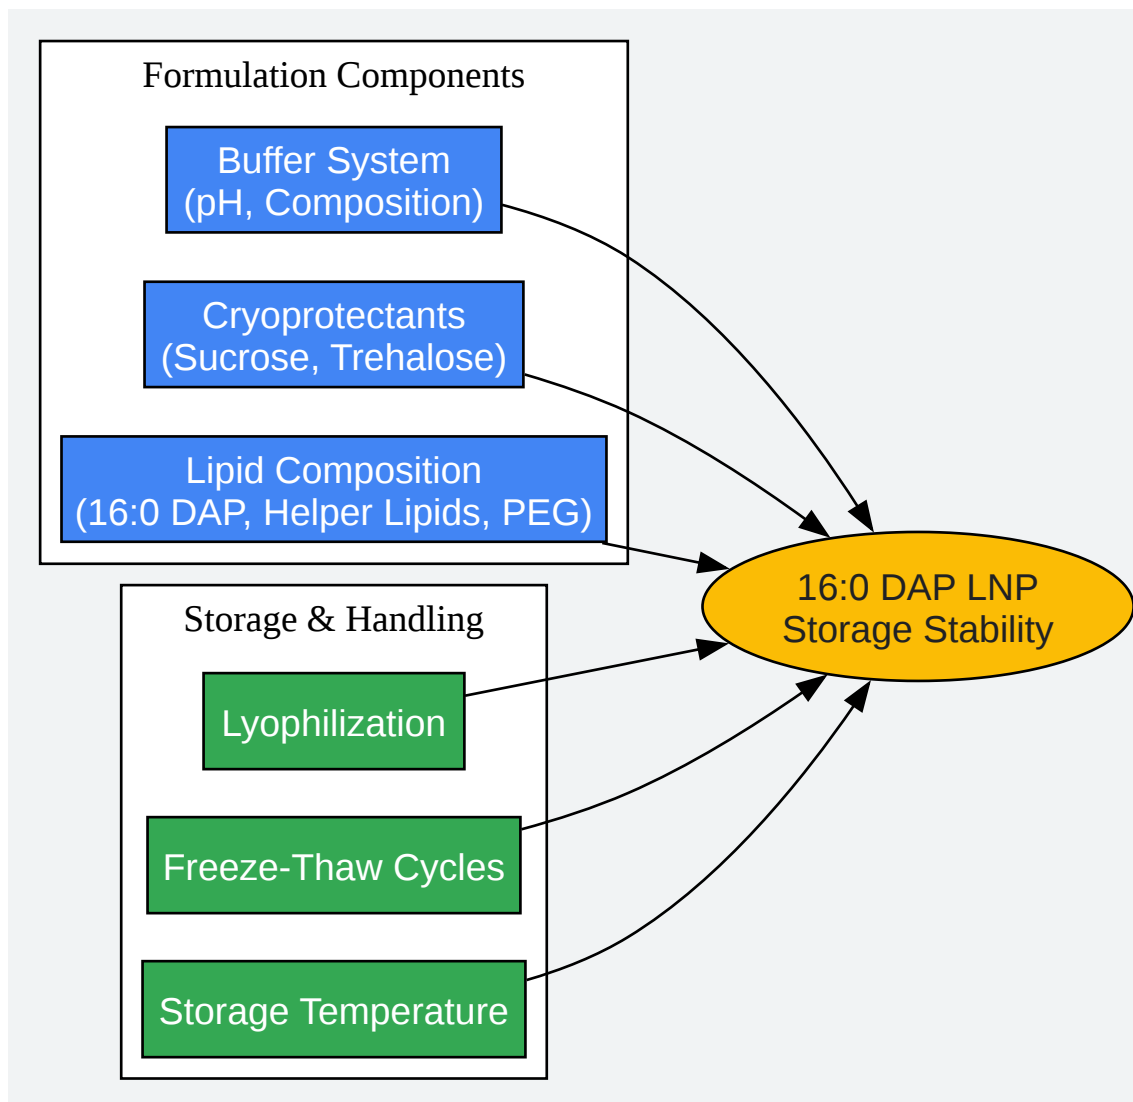 Formulation Components
Buffer System
(pH, Composition)
Cryoprotectants
(Sucrose, Trehalose)
Lipid Composition
(16:0 DAP, Helper Lipids, PEG)
16:0 DAP LNP
Storage Stability
Storage & Handling
Lyophilization
Freeze-Thaw Cycles
Storage Temperature